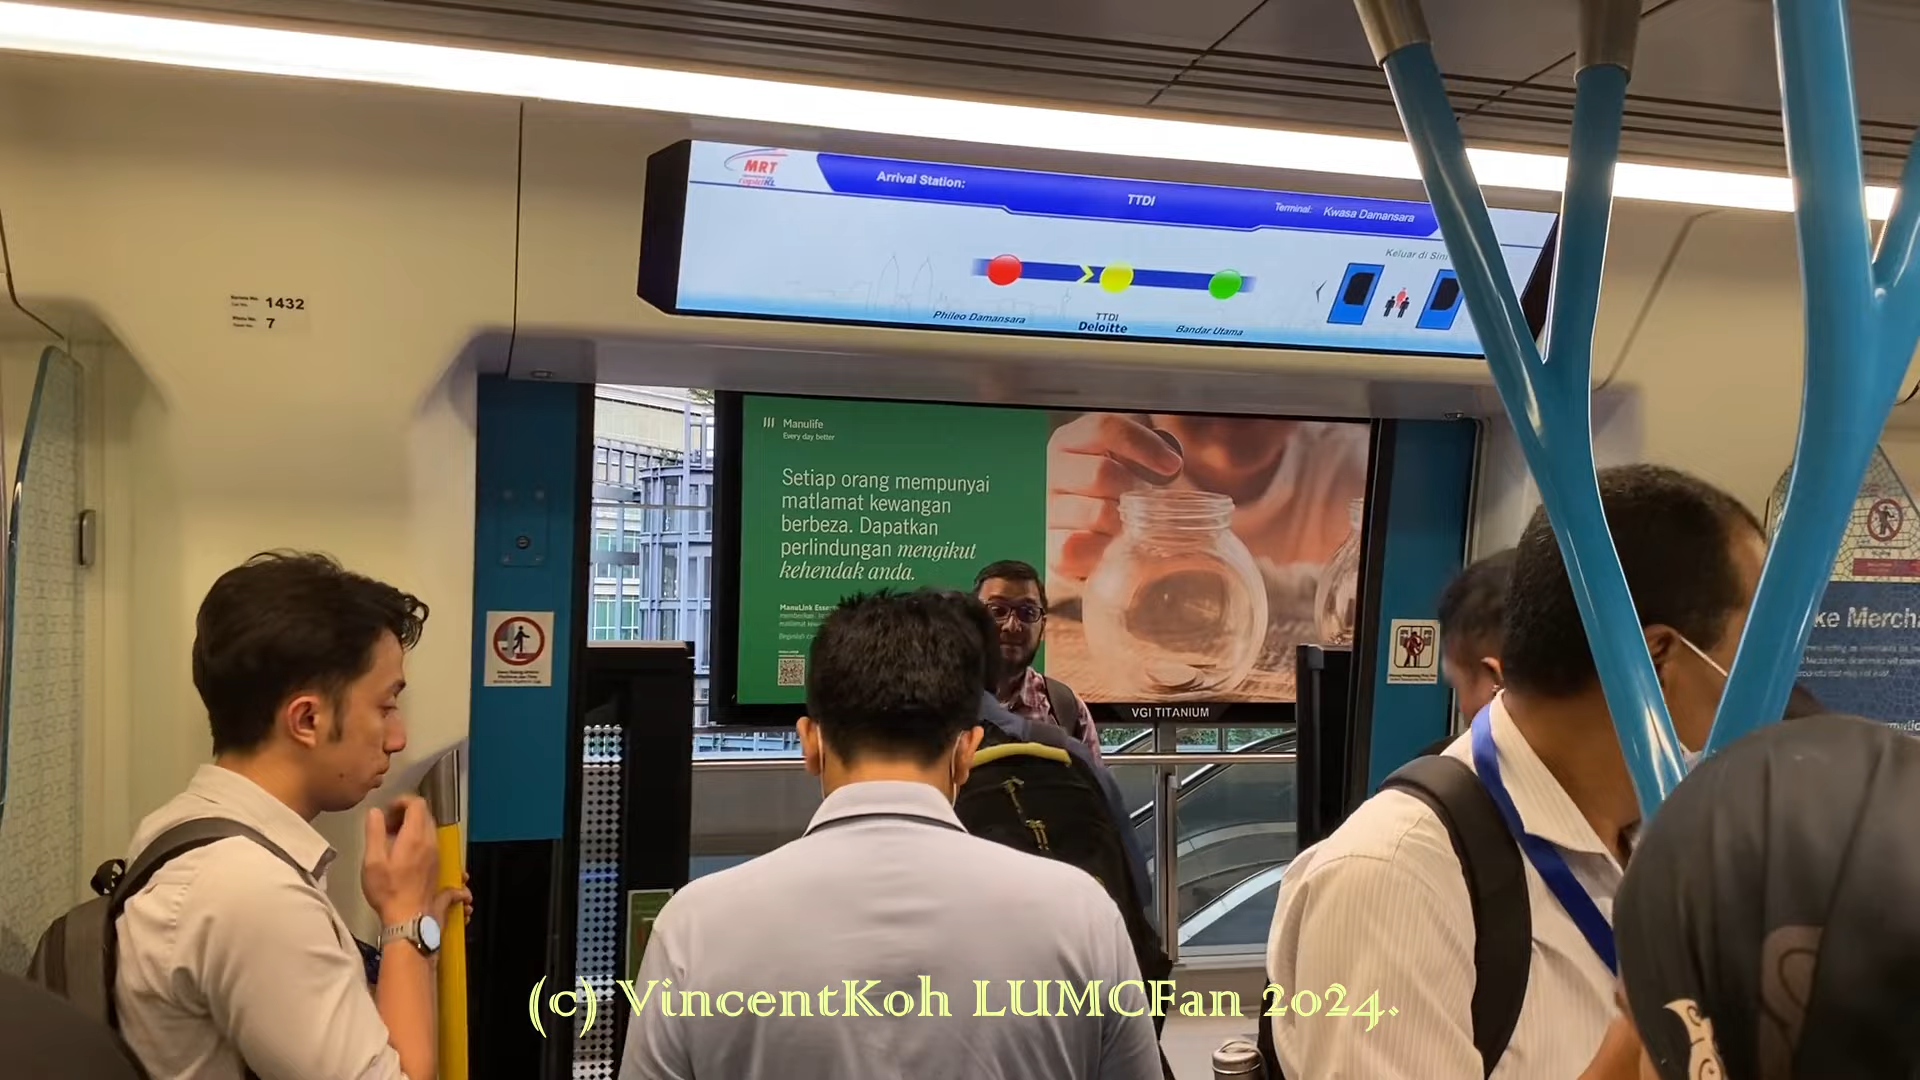 MRT
rapidKL
Arrival Station:
TTDI
Terminal: Kwasa Damansara
Keluar di Sini
Phileo Damansara
TTDI
Deloitte
Bandar Utama
1432
7
Manulife
Every day better
Setiap orang mempunyai
matlamat kewangan
berbeza. Dapatkan
perlindungan mengikut
kehendak anda.
ManuLink
VGI TITANIUM
ke Merch
(c) VincentKoh LUMCFan 2024.